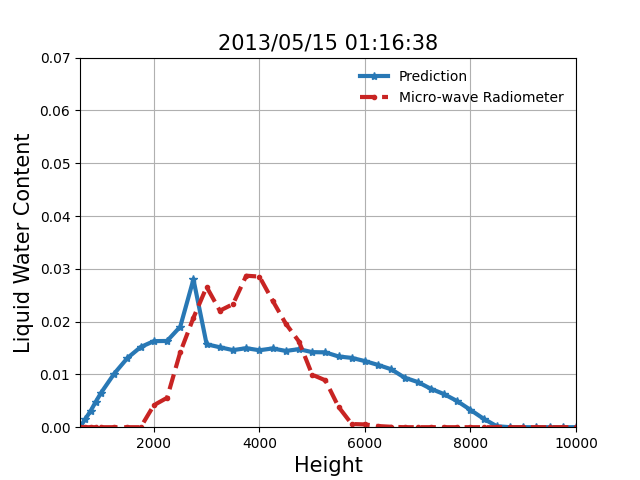 2013/05/15 01:16:38
Prediction
Micro-wave Radiometer
Liquid Water Content
0.07
0.06
0.05
0.04
0.03
0.02
0.01
0.00
2000 4000 6000 8000 10000
Height